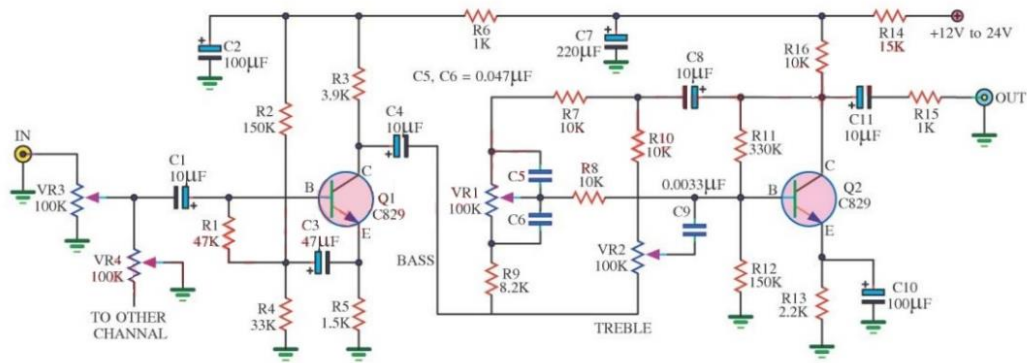 C2
100µF
R6
1K
C7
220µF
R14
15K
+12V to 24V
R3
3.9K
C5, C6 = 0.047µF
C8
10µF
R16
10K
R2
150K
C4
10µF
R7
10K
R10
10K
R11
330K
C11
10µF
R15
1K
OUT
IN
VR3
100K
C1
10µF
B
C
E
Q1
C829
C5
VR1
100K
C6
R8
10K
0.0033µF
C9
B
C
E
Q2
C829
R1
47K
C3
47µF
VR4
100K
BASS
R9
8.2K
VR2
100K
R12
150K
R13
2.2K
C10
100µF
R4
33K
R5
1.5K
TO OTHER
CHANNAL
TREBLE